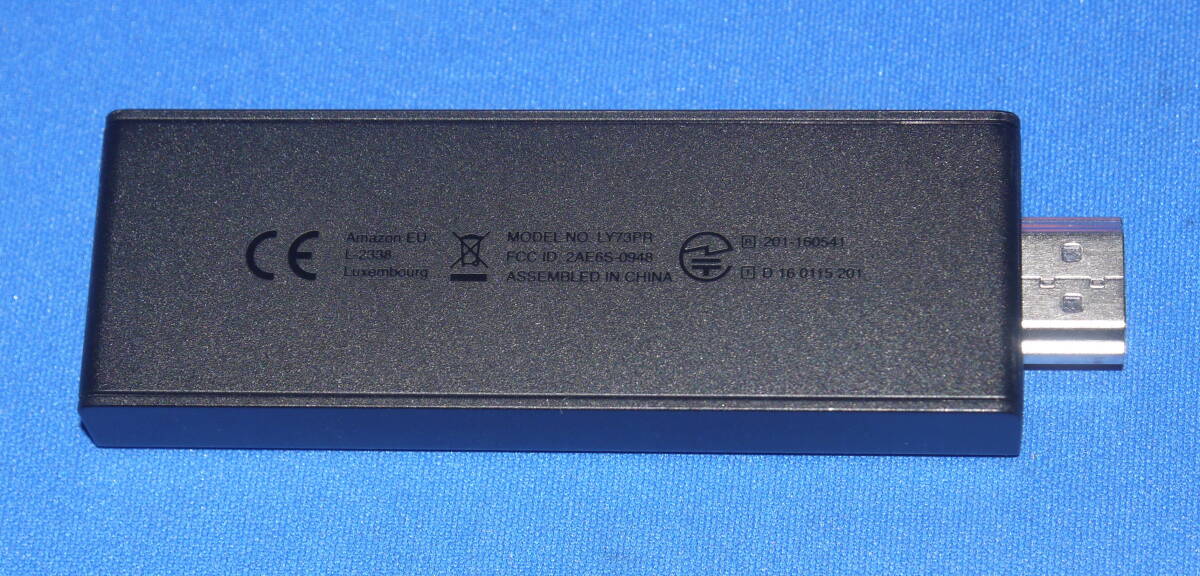 CE
Amazon EU
L-2338
Luxembourg
MODEL NO LY73PR
FCC ID 2AE6S-0948
ASSEMBLED IN CHINA
R 201-160541
T D 16 0115 201